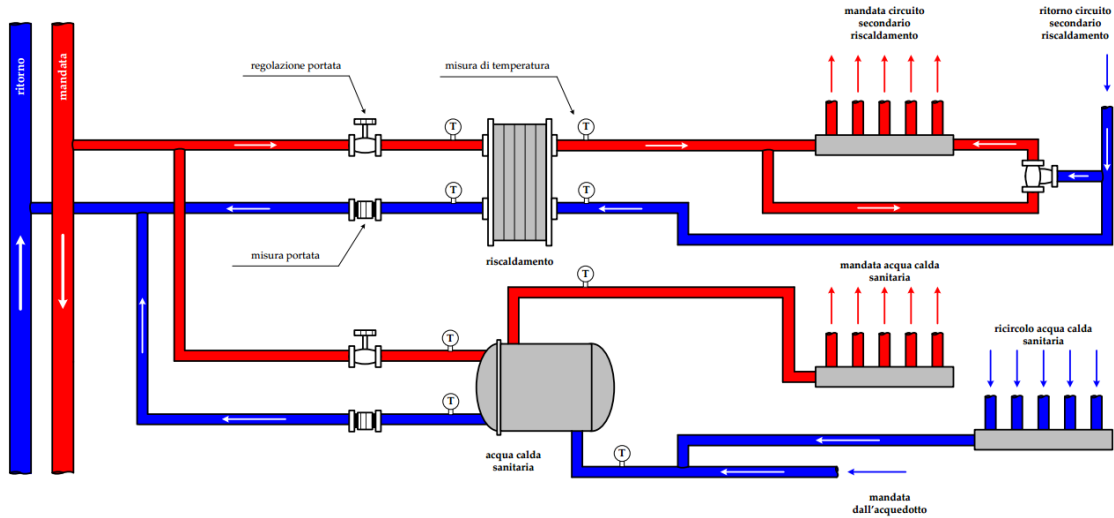 mandata circuito
secondario
riscaldamento
ritorno circuito
secondario
riscaldamento
ritorno
mandata
regolazione portata
misura di temperatura
T
T
T
T
misura portata
riscaldamento
T
mandata acqua calda
sanitaria
T
ricircolo acqua calda
sanitaria
T
acqua calda
sanitaria
T
mandata
dall'acquedotto